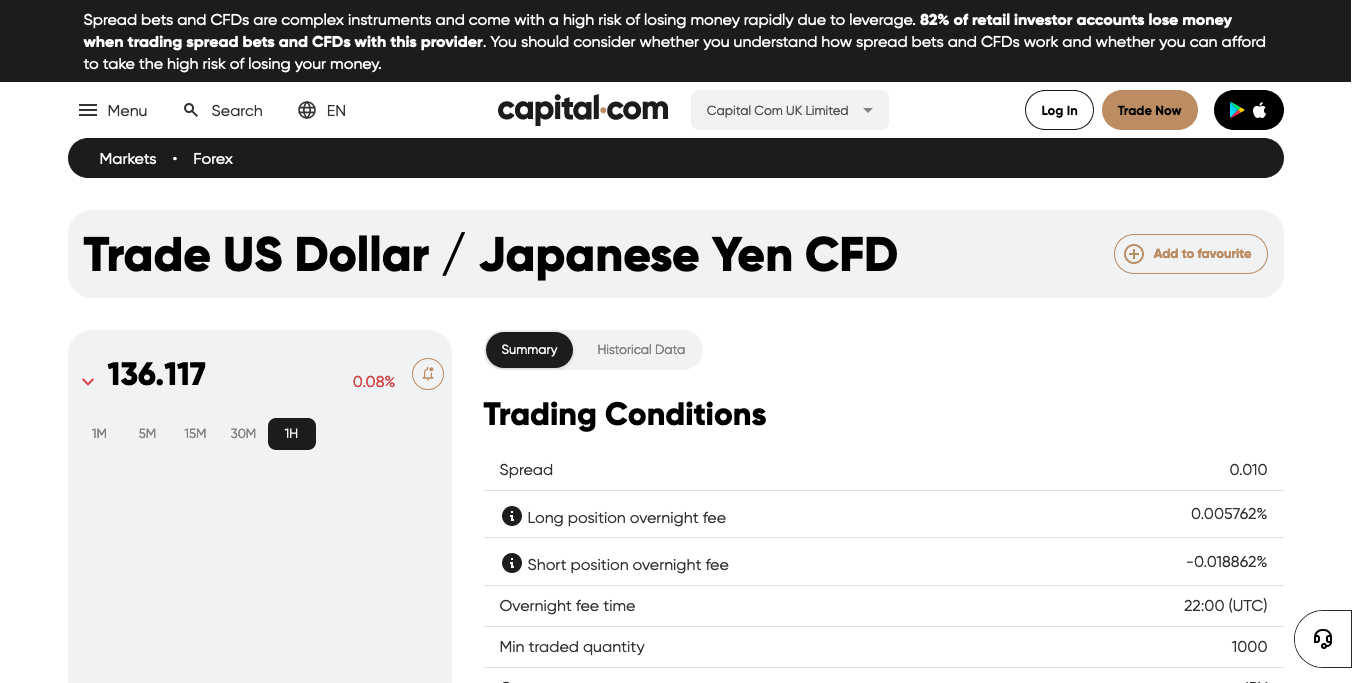 Spread bets and CFDs are complex instruments and come with a high risk of losing money rapidly due to leverage. 82% of retail investor accounts lose money
when trading spread bets and CFDs with this provider. You should consider whether you understand how spread bets and CFDs work and whether you can afford
to take the high risk of losing your money.
Menu Search EN capital.com Capital Com UK Limited Log In Trade Now
Markets • Forex
Trade US Dollar / Japanese Yen CFD Add to favourite
136.117 0.08%
1M 5M 15M 30M 1H
Summary Historical Data
Trading Conditions
Spread 0.010
Long position overnight fee 0.005762%
Short position overnight fee -0.018862%
Overnight fee time 22:00 (UTC)
Min traded quantity 1000